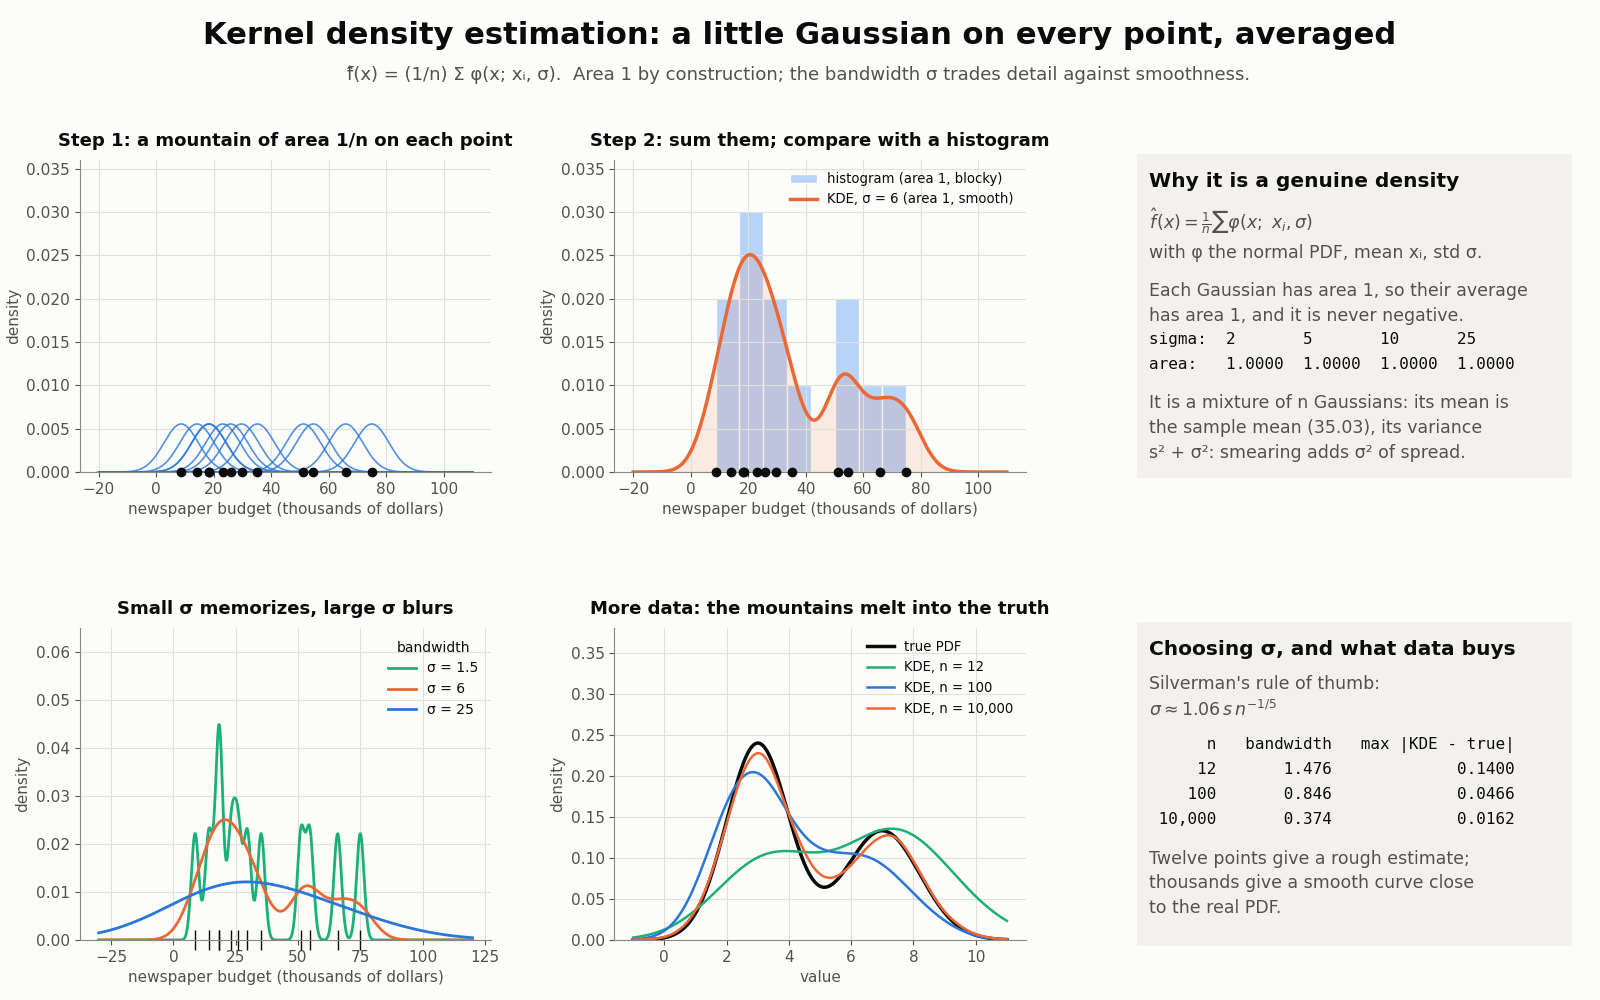 Kernel density estimation: a little Gaussian on every point, averaged
f̂(x) = (1/n) Σ φ(x; xᵢ, σ).  Area 1 by construction; the bandwidth σ trades detail against smoothness.
Step 1: a mountain of area 1/n on each point
0.035
0.030
0.025
0.020
0.015
0.010
0.005
0.000
density
−20 0 20 40 60 80 100
newspaper budget (thousands of dollars)
Step 2: sum them; compare with a histogram
histogram (area 1, blocky)
KDE, σ = 6 (area 1, smooth)
0.035
0.030
0.025
0.020
0.015
0.010
0.005
0.000
density
−20 0 20 40 60 80 100
newspaper budget (thousands of dollars)
Why it is a genuine density
f̂(x) = 1/n ∑ φ(x; xᵢ, σ)
with φ the normal PDF, mean xᵢ, std σ.
Each Gaussian has area 1, so their average
has area 1, and it is never negative.
sigma:  2       5       10      25
area:   1.0000  1.0000  1.0000  1.0000
It is a mixture of n Gaussians: its mean is
the sample mean (35.03), its variance
s² + σ²: smearing adds σ² of spread.
Small σ memorizes, large σ blurs
bandwidth
σ = 1.5
σ = 6
σ = 25
0.06
0.05
0.04
0.03
0.02
0.01
0.00
density
−25 0 25 50 75 100 125
newspaper budget (thousands of dollars)
More data: the mountains melt into the truth
true PDF
KDE, n = 12
KDE, n = 100
KDE, n = 10,000
0.35
0.30
0.25
0.20
0.15
0.10
0.05
0.00
density
0 2 4 6 8 10
value
Choosing σ, and what data buys
Silverman's rule of thumb:
σ ≈ 1.06 s n^−1/5
n   bandwidth   max |KDE - true|
12       1.476             0.1400
100       0.846             0.0466
10,000       0.374             0.0162
Twelve points give a rough estimate;
thousands give a smooth curve close
to the real PDF.